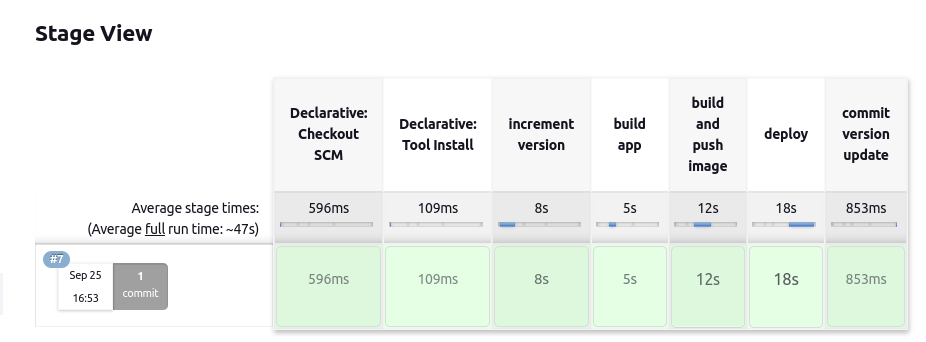 Stage View
Declarative:
Checkout
SCM
Declarative:
Tool Install
increment
version
build
app
build
and
push
image
deploy
commit
version
update
Average stage times:
(Average full run time: ~47s)
596ms
109ms
8s
5s
12s
18s
853ms
#7
Sep 25
16:53
1
commit
596ms
109ms
8s
5s
12s
18s
853ms